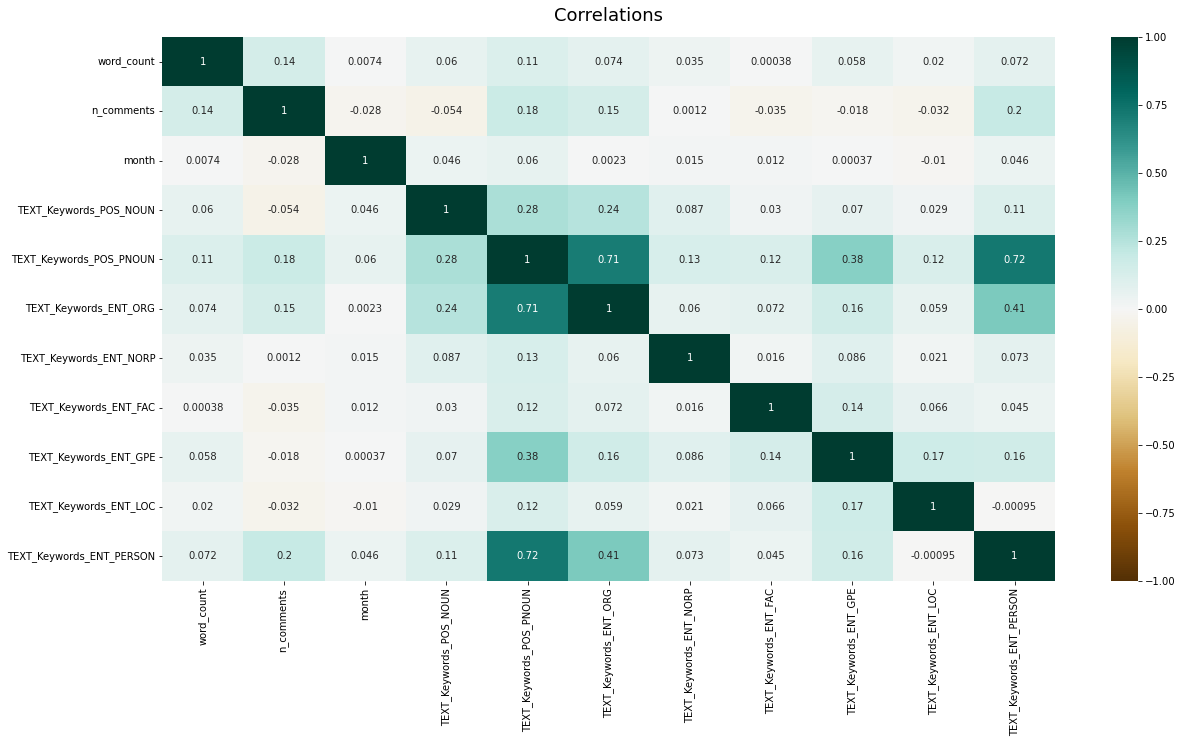 Correlations
word_count 1 0.14 0.0074 0.06 0.11 0.074 0.035 0.00038 0.058 0.02 0.072
n_comments 0.14 1 -0.028 -0.054 0.18 0.15 0.0012 -0.035 -0.018 -0.032 0.2
month 0.0074 -0.028 1 0.046 0.06 0.0023 0.015 0.012 0.00037 -0.01 0.046
TEXT_Keywords_POS_NOUN 0.06 -0.054 0.046 1 0.28 0.24 0.087 0.03 0.07 0.029 0.11
TEXT_Keywords_POS_PNOUN 0.11 0.18 0.06 0.28 1 0.71 0.13 0.12 0.38 0.12 0.72
TEXT_Keywords_ENT_ORG 0.074 0.15 0.0023 0.24 0.71 1 0.06 0.072 0.16 0.059 0.41
TEXT_Keywords_ENT_NORP 0.035 0.0012 0.015 0.087 0.13 0.06 1 0.016 0.086 0.021 0.073
TEXT_Keywords_ENT_FAC 0.00038 -0.035 0.012 0.03 0.12 0.072 0.016 1 0.14 0.066 0.045
TEXT_Keywords_ENT_GPE 0.058 -0.018 0.00037 0.07 0.38 0.16 0.086 0.14 1 0.17 0.16
TEXT_Keywords_ENT_LOC 0.02 -0.032 -0.01 0.029 0.12 0.059 0.021 0.066 0.17 1 -0.00095
TEXT_Keywords_ENT_PERSON 0.072 0.2 0.046 0.11 0.72 0.41 0.073 0.045 0.16 -0.00095 1
word_count
n_comments
month
TEXT_Keywords_POS_NOUN
TEXT_Keywords_POS_PNOUN
TEXT_Keywords_ENT_ORG
TEXT_Keywords_ENT_NORP
TEXT_Keywords_ENT_FAC
TEXT_Keywords_ENT_GPE
TEXT_Keywords_ENT_LOC
TEXT_Keywords_ENT_PERSON
1.00
0.75
0.50
0.25
0.00
−0.25
−0.50
−0.75
−1.00